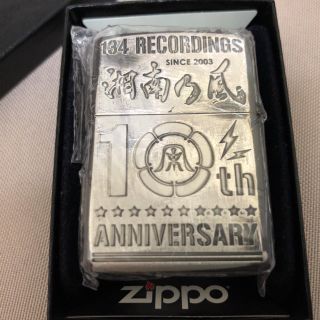 134 RECORDINGS
SINCE 2003
湘南乃風
10th
ANNIVERSARY
zippo